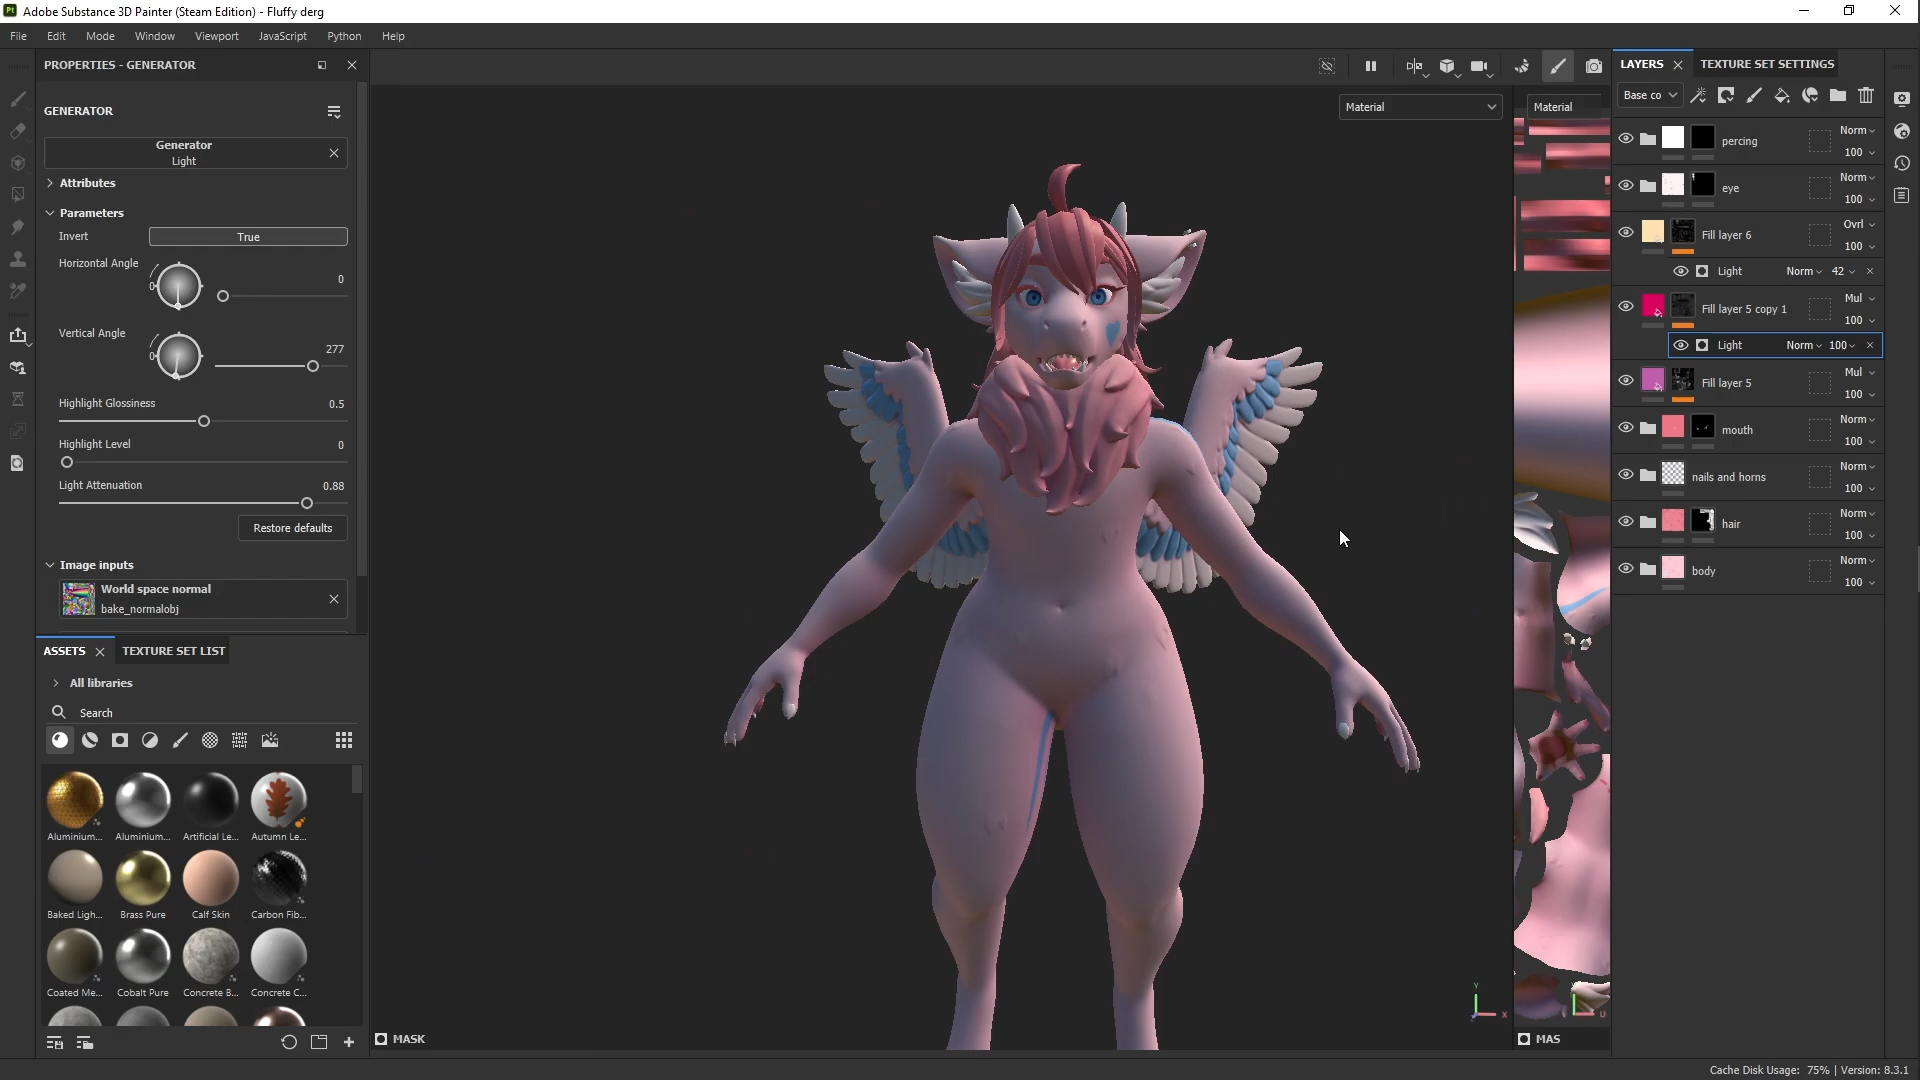 Adobe Substance 3D Painter (Steam Edition) - Fluffy derg
File Edit Mode Window Viewport JavaScript Python Help
PROPERTIES - GENERATOR
GENERATOR
Generator
Light
Attributes
Parameters
Invert True
Horizontal Angle
0
0
Vertical Angle
0
277
Highlight Glossiness 0.5
Highlight Level 0
Light Attenuation 0.88
Restore defaults
Image inputs
World space normal
bake_normalobj
ASSETS TEXTURE SET LIST
All libraries
Search
Aluminium... Aluminium... Artificial Le... Autumn Le...
Baked Ligh... Brass Pure Calf Skin Carbon Fib...
Coated Me... Cobalt Pure Concrete B... Concrete C...
Material
Material
MASK
MAS
Y
X
U
LAYERS TEXTURE SET SETTINGS
Base co
percing Norm
100
eye Norm
100
Fill layer 6 Ovrl
100
Light Norm 42
Fill layer 5 copy 1 Mul
100
Light Norm 100
Fill layer 5 Mul
100
mouth Norm
100
nails and horns Norm
100
hair Norm
100
body Norm
100
Cache Disk Usage: 75% | Version: 8.3.1